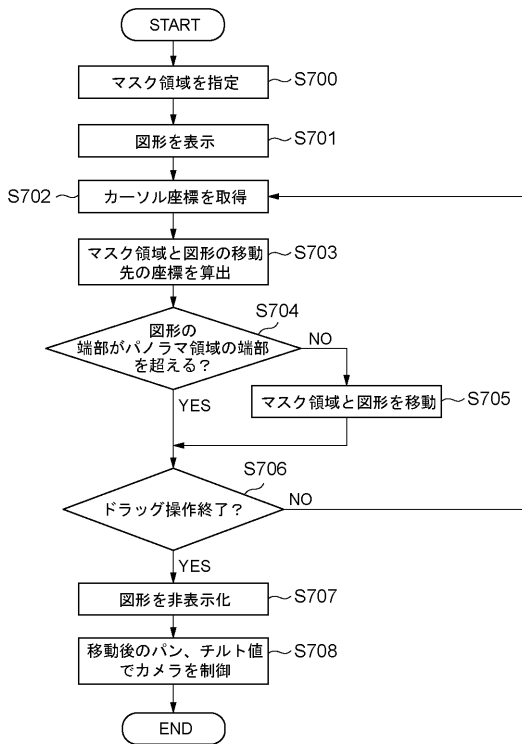 START
マスク領域を指定
S700
図形を表示
S701
S702
カーソル座標を取得
マスク領域と図形の移動
先の座標を算出
S703
S704
図形の
端部がパノラマ領域の端部
を超える?
NO
YES
マスク領域と図形を移動
S705
S706
ドラッグ操作終了?
NO
YES
図形を非表示化
S707
移動後のパン、チルト値
でカメラを制御
S708
END